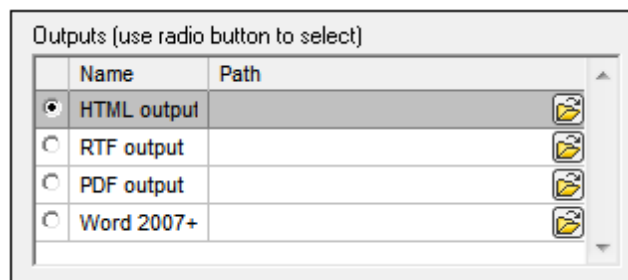 Outputs (use radio button to select)
Name Path
HTML output
RTF output
PDF output
Word 2007+